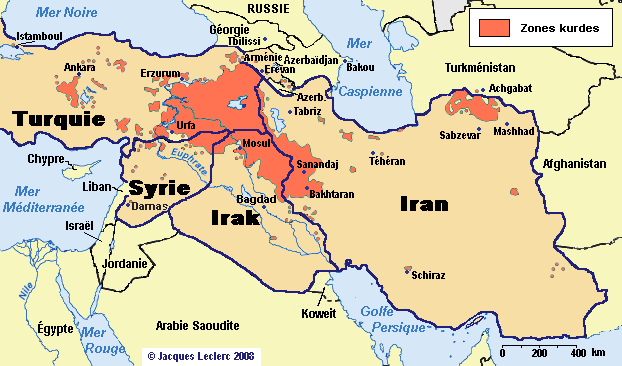 Mer Noire
RUSSIE
Zones kurdes
Istamboul
Géorgie
Tbilissi
Mer
Caspienne
Ankara
Erzurum
Arménie
Erévan
Azerbaïdjan
Bakou
Turkménistan
Achgabat
Azerb.
Tabriz
Turquie
Urfa
Mosul
Sabzevar
Mashhad
Chypre
Euphrate
Sanandaj
Téhéran
Afghanistan
Mer
Méditerranée
Liban
Syrie
Damas
Bakhtaran
Bagdad
Irak
Iran
Israël
Jordanie
Schiraz
Nile
Koweit
Golfe
Persique
Égypte
Mer
Rouge
Arabie Saoudite
© Jacques Leclerc 2008
0 200 400 km